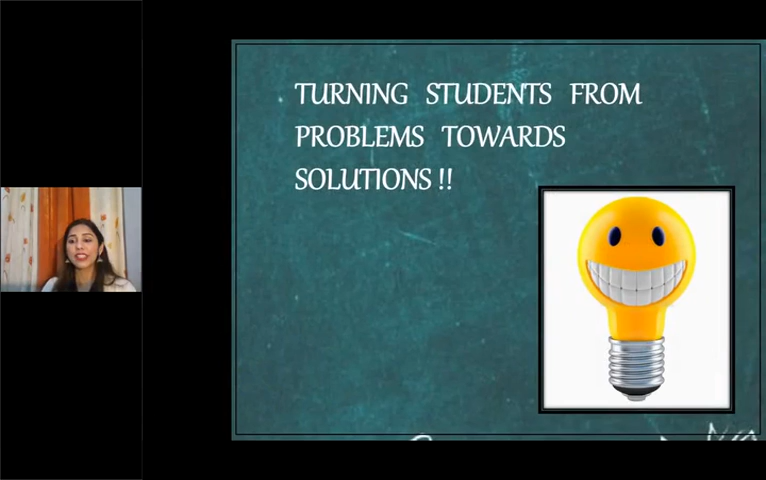 TURNING STUDENTS FROM
PROBLEMS TOWARDS
SOLUTIONS !!